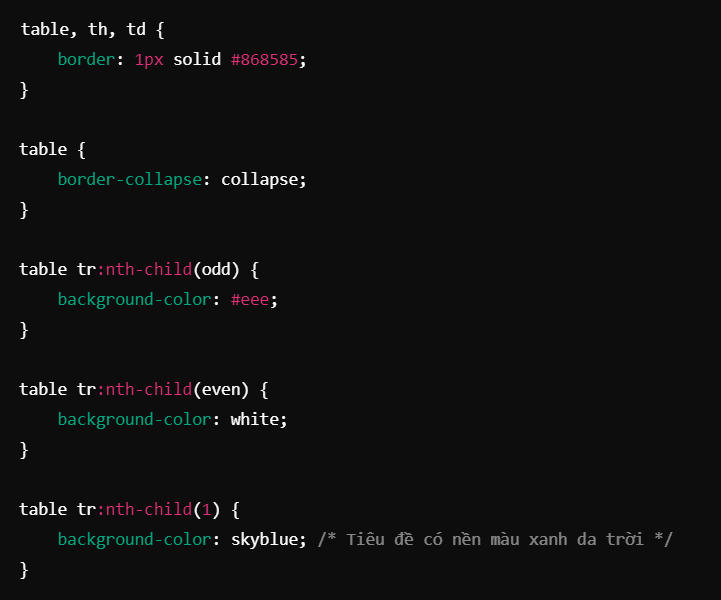 table, th, td {
    border: 1px solid #868585;
}

table {
    border-collapse: collapse;
}

table tr:nth-child(odd) {
    background-color: #eee;
}

table tr:nth-child(even) {
    background-color: white;
}

table tr:nth-child(1) {
    background-color: skyblue; /* Tiêu đề có nền màu xanh da trời */
}